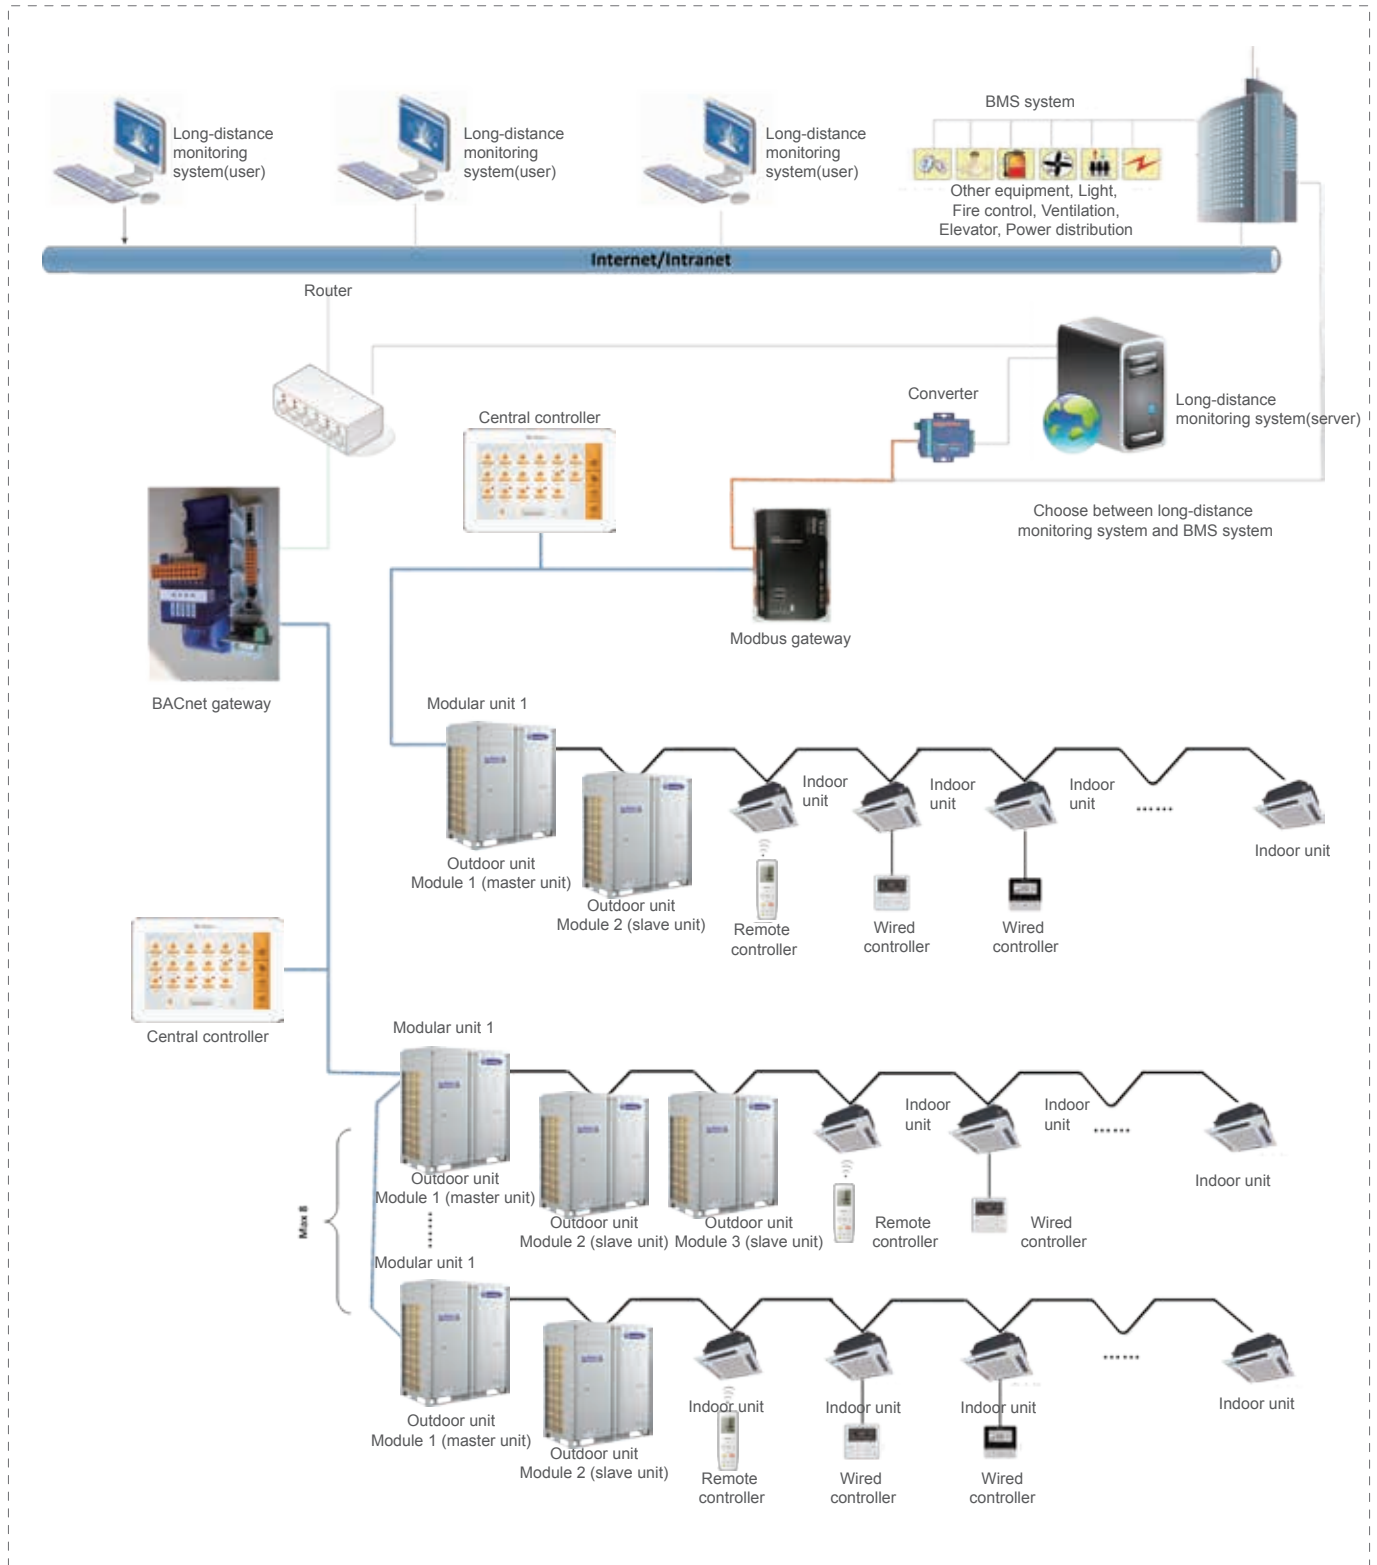 BMS system
Long-distance
monitoring
system(user)
Long-distance
monitoring
system(user)
Long-distance
monitoring
system(user)
Other equipment, Light,
Fire control, Ventilation,
Elevator, Power distribution
Internet/Intranet
Router
Central controller
Converter
Long-distance
monitoring system(server)
Choose between long-distance
monitoring system and BMS system
Modbus gateway
BACnet gateway
Modular unit 1
Indoor
unit
Indoor
unit
Indoor
unit
......
Indoor unit
Outdoor unit
Module 1 (master unit)
Outdoor unit
Module 2 (slave unit)
Remote
controller
Wired
controller
Wired
controller
Central controller
Modular unit 1
Indoor
unit
Indoor
unit
......
Indoor unit
Outdoor unit
Module 1 (master unit)
Outdoor unit
Module 2 (slave unit)
Outdoor unit
Module 3 (slave unit)
Remote
controller
Wired
controller
Max 8
......
Modular unit 1
......
Indoor unit
Indoor unit
Indoor unit
Indoor unit
Outdoor unit
Module 1 (master unit)
Outdoor unit
Module 2 (slave unit)
Remote
controller
Wired
controller
Wired
controller